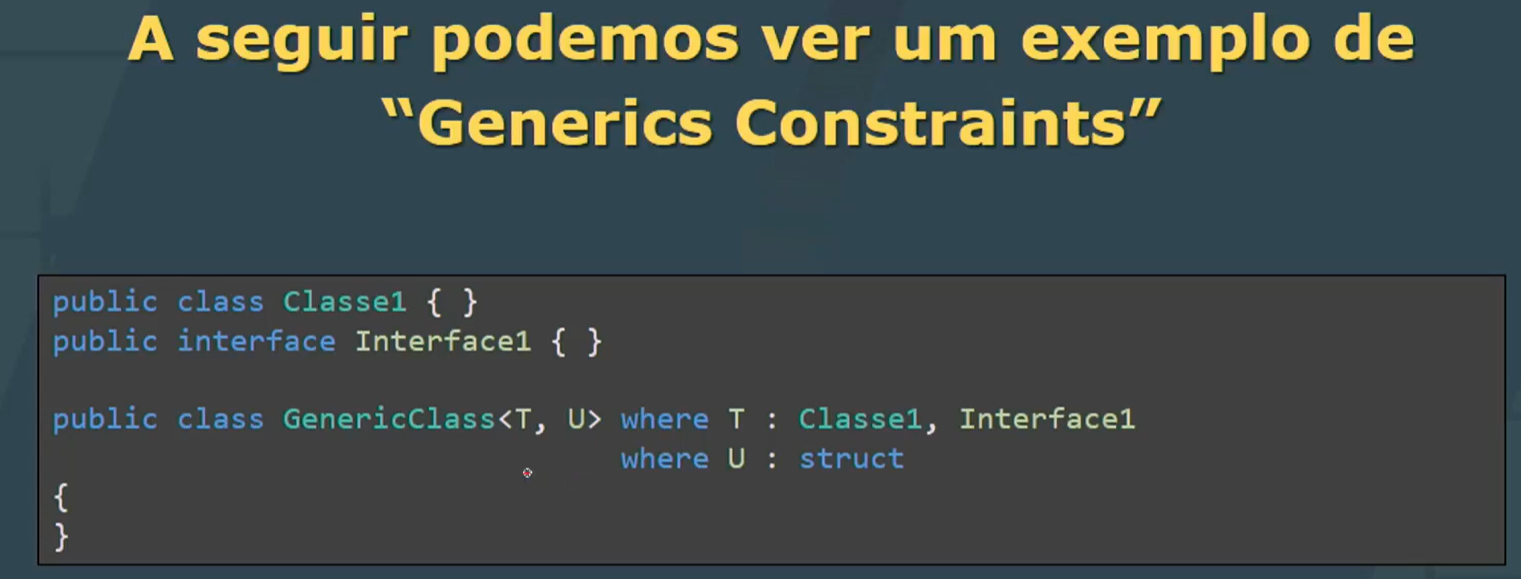 A seguir podemos ver um exemplo de
“Generics Constraints”
public class Classe1 { }
public interface Interface1 { }
public class GenericClass<T, U> where T : Classe1, Interface1
where U : struct
{
}